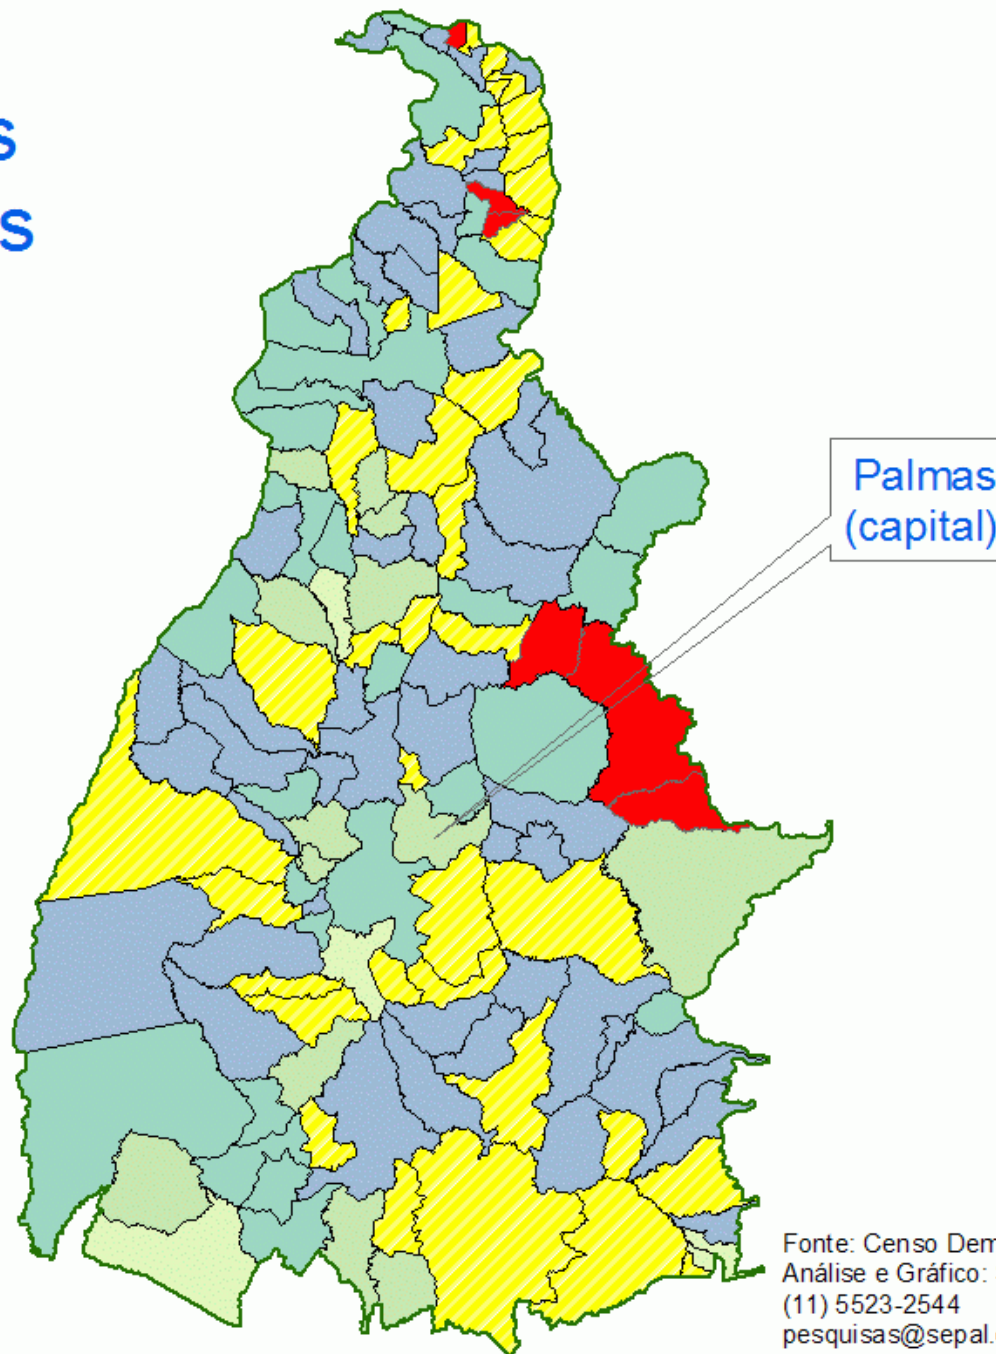 s
s
Palmas
(capital)
Fonte: Censo Dem
Análise e Gráfico:
(11) 5523-2544
pesquisas@sepal.